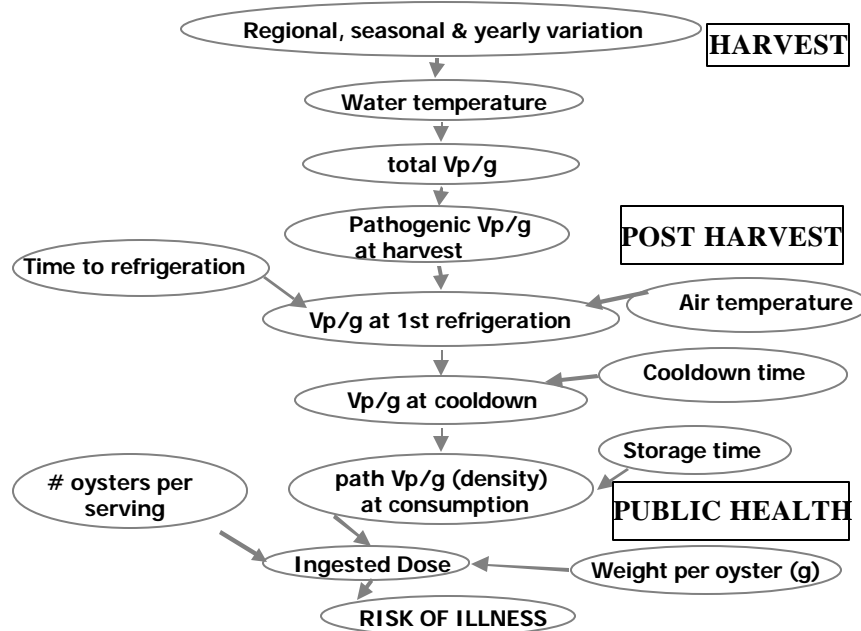 Regional, seasonal & yearly variation
HARVEST
Water temperature
total Vp/g
Pathogenic Vp/g
at harvest
POST HARVEST
Time to refrigeration
Air temperature
Vp/g at 1st refrigeration
Cooldown time
Vp/g at cooldown
Storage time
# oysters per
serving
path Vp/g (density)
at consumption
PUBLIC HEALTH
Ingested Dose
Weight per oyster (g)
RISK OF ILLNESS